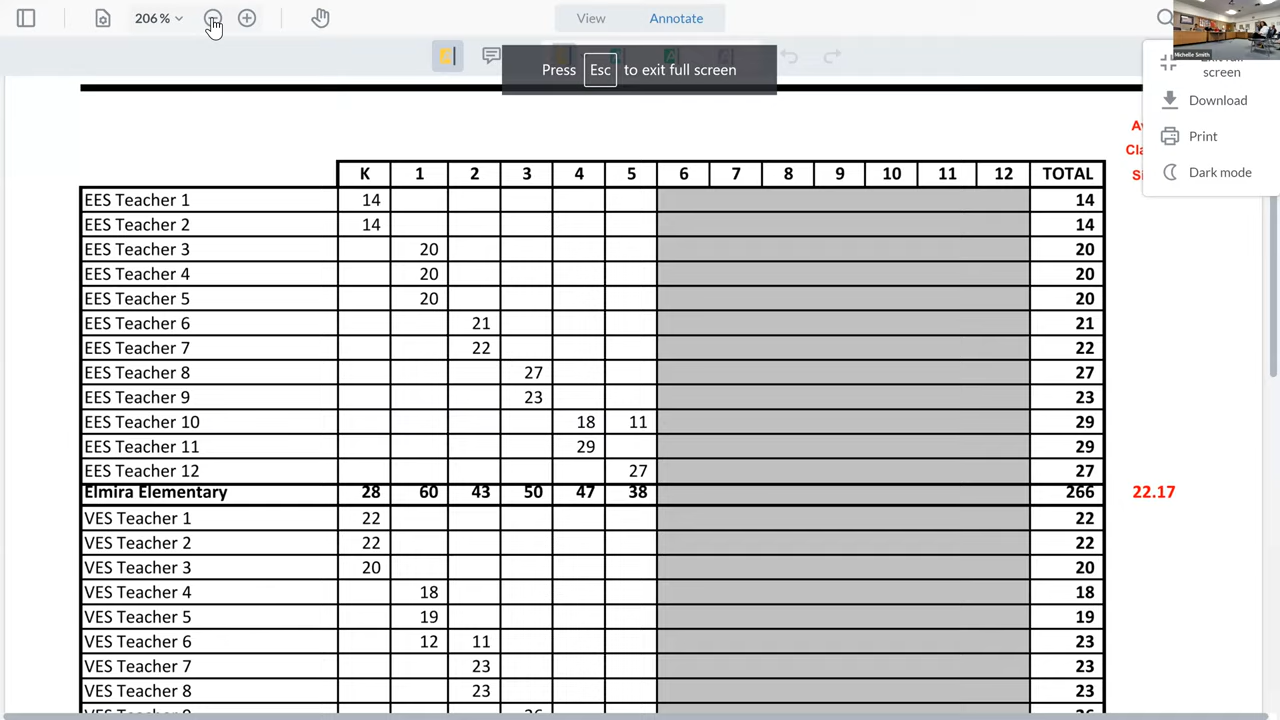 206 %
View
Annotate
Michelle Smith
Press Esc to exit full screen
screen
Download
Print
Dark mode
K 1 2 3 4 5 6 7 8 9 10 11 12 TOTAL
EES Teacher 1 14 14
EES Teacher 2 14 14
EES Teacher 3 20 20
EES Teacher 4 20 20
EES Teacher 5 20 20
EES Teacher 6 21 21
EES Teacher 7 22 22
EES Teacher 8 27 27
EES Teacher 9 23 23
EES Teacher 10 18 11 29
EES Teacher 11 29 29
EES Teacher 12 27 27
Elmira Elementary 28 60 43 50 47 38 266 22.17
VES Teacher 1 22 22
VES Teacher 2 22 22
VES Teacher 3 20 20
VES Teacher 4 18 18
VES Teacher 5 19 19
VES Teacher 6 12 11 23
VES Teacher 7 23 23
VES Teacher 8 23 23